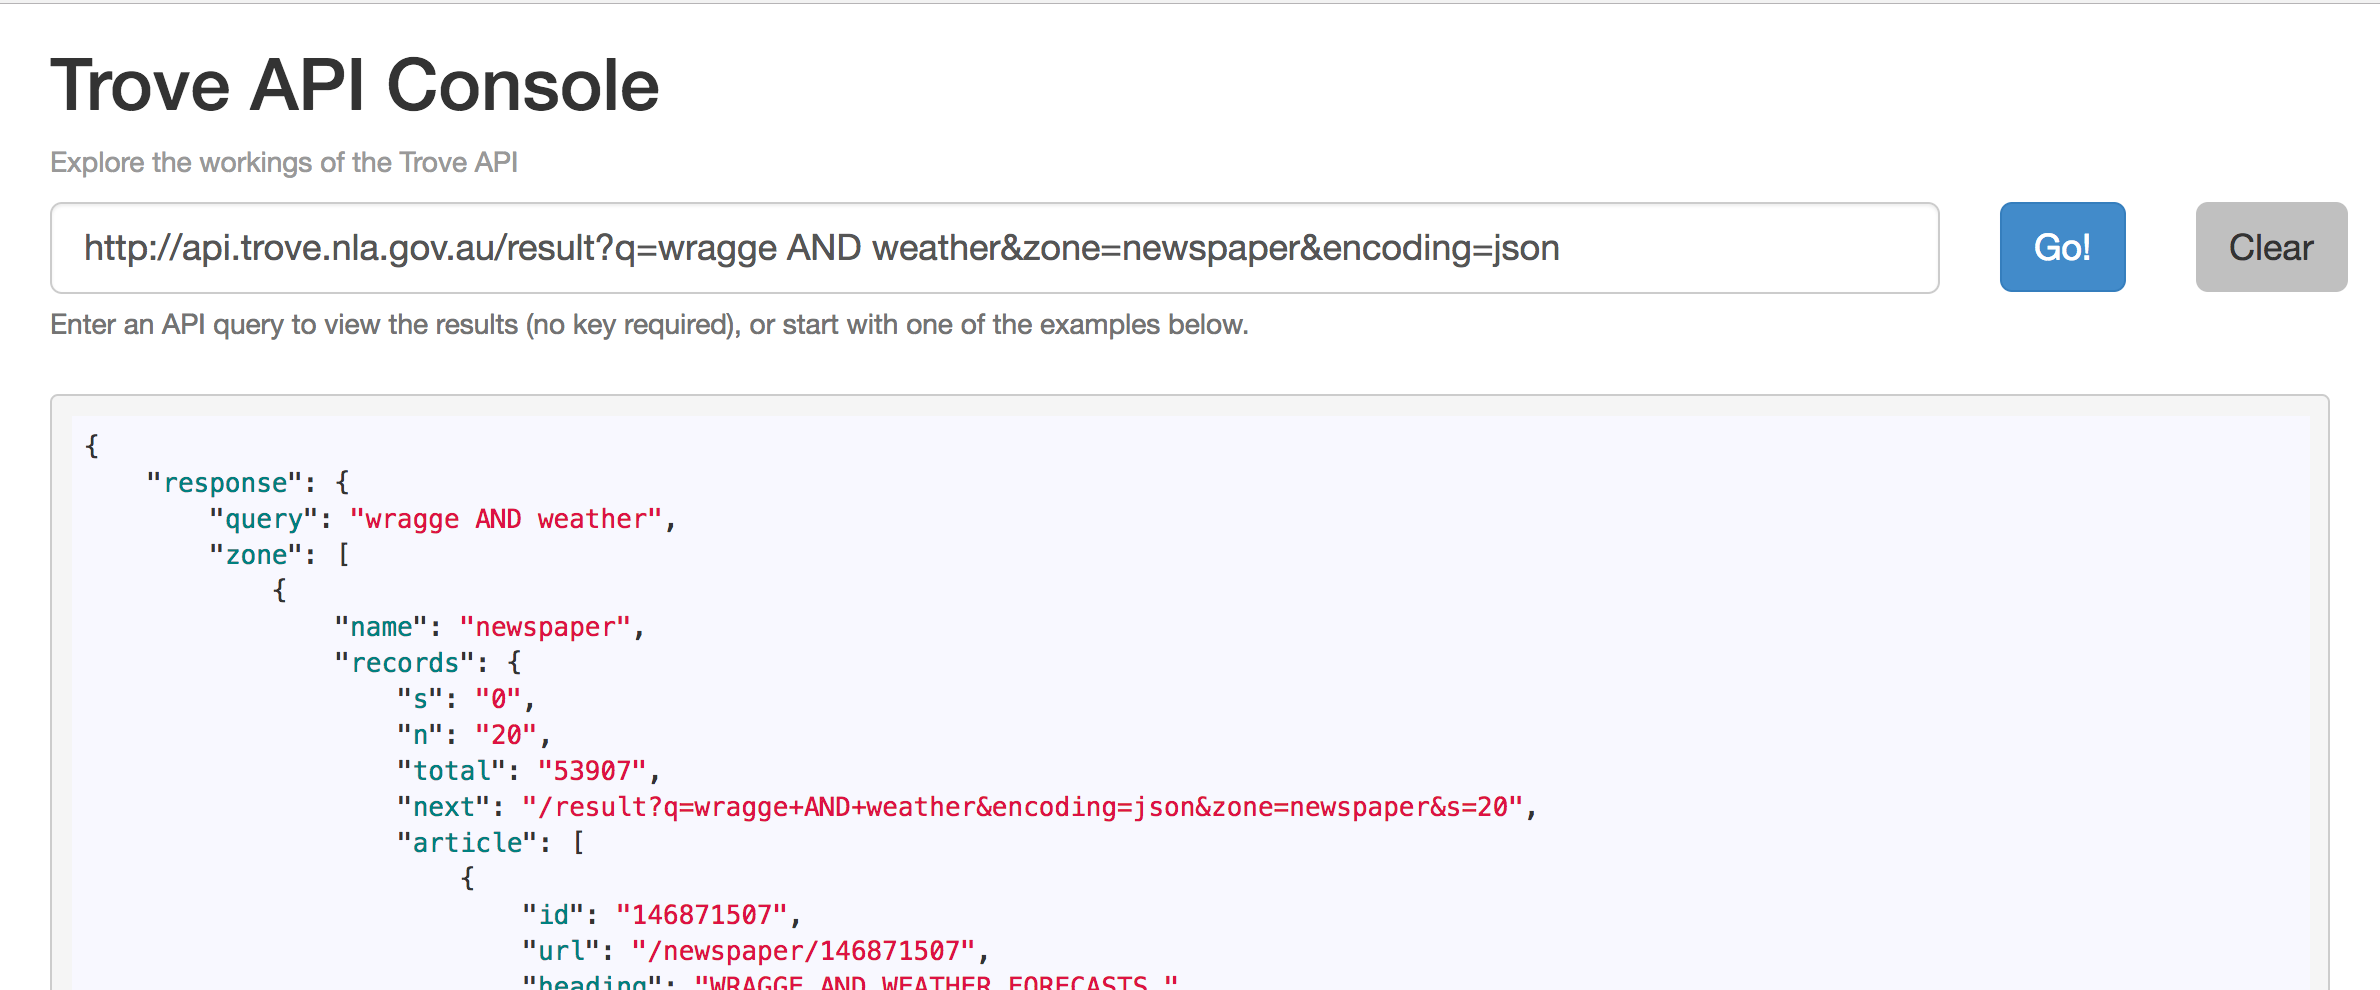 Trove API Console
Explore the workings of the Trove API
http://api.trove.nla.gov.au/result?q=wragge AND weather&zone=newspaper&encoding=json
Go!
Clear
Enter an API query to view the results (no key required), or start with one of the examples below.
{
"response": {
"query": "wragge AND weather",
"zone": [
{
"name": "newspaper",
"records": {
"s": "0",
"n": "20",
"total": "53907",
"next": "/result?q=wragge+AND+weather&encoding=json&zone=newspaper&s=20",
"article": [
{
"id": "146871507",
"url": "/newspaper/146871507",
"heading": "WRAGGE AND WEATHER FORECASTS."